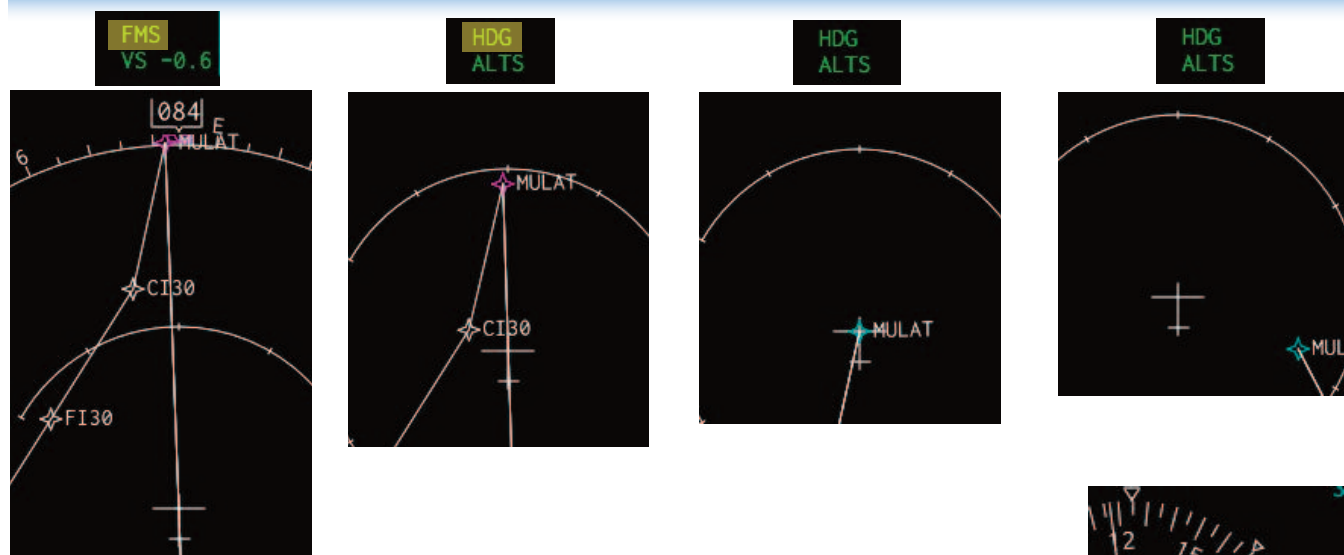 FMS
VS -0.6
HDG
ALTS
HDG
ALTS
HDG
ALTS
084
6
E
MULAT
CI30
FI30
MULAT
CI30
MULAT
MUL
12
15